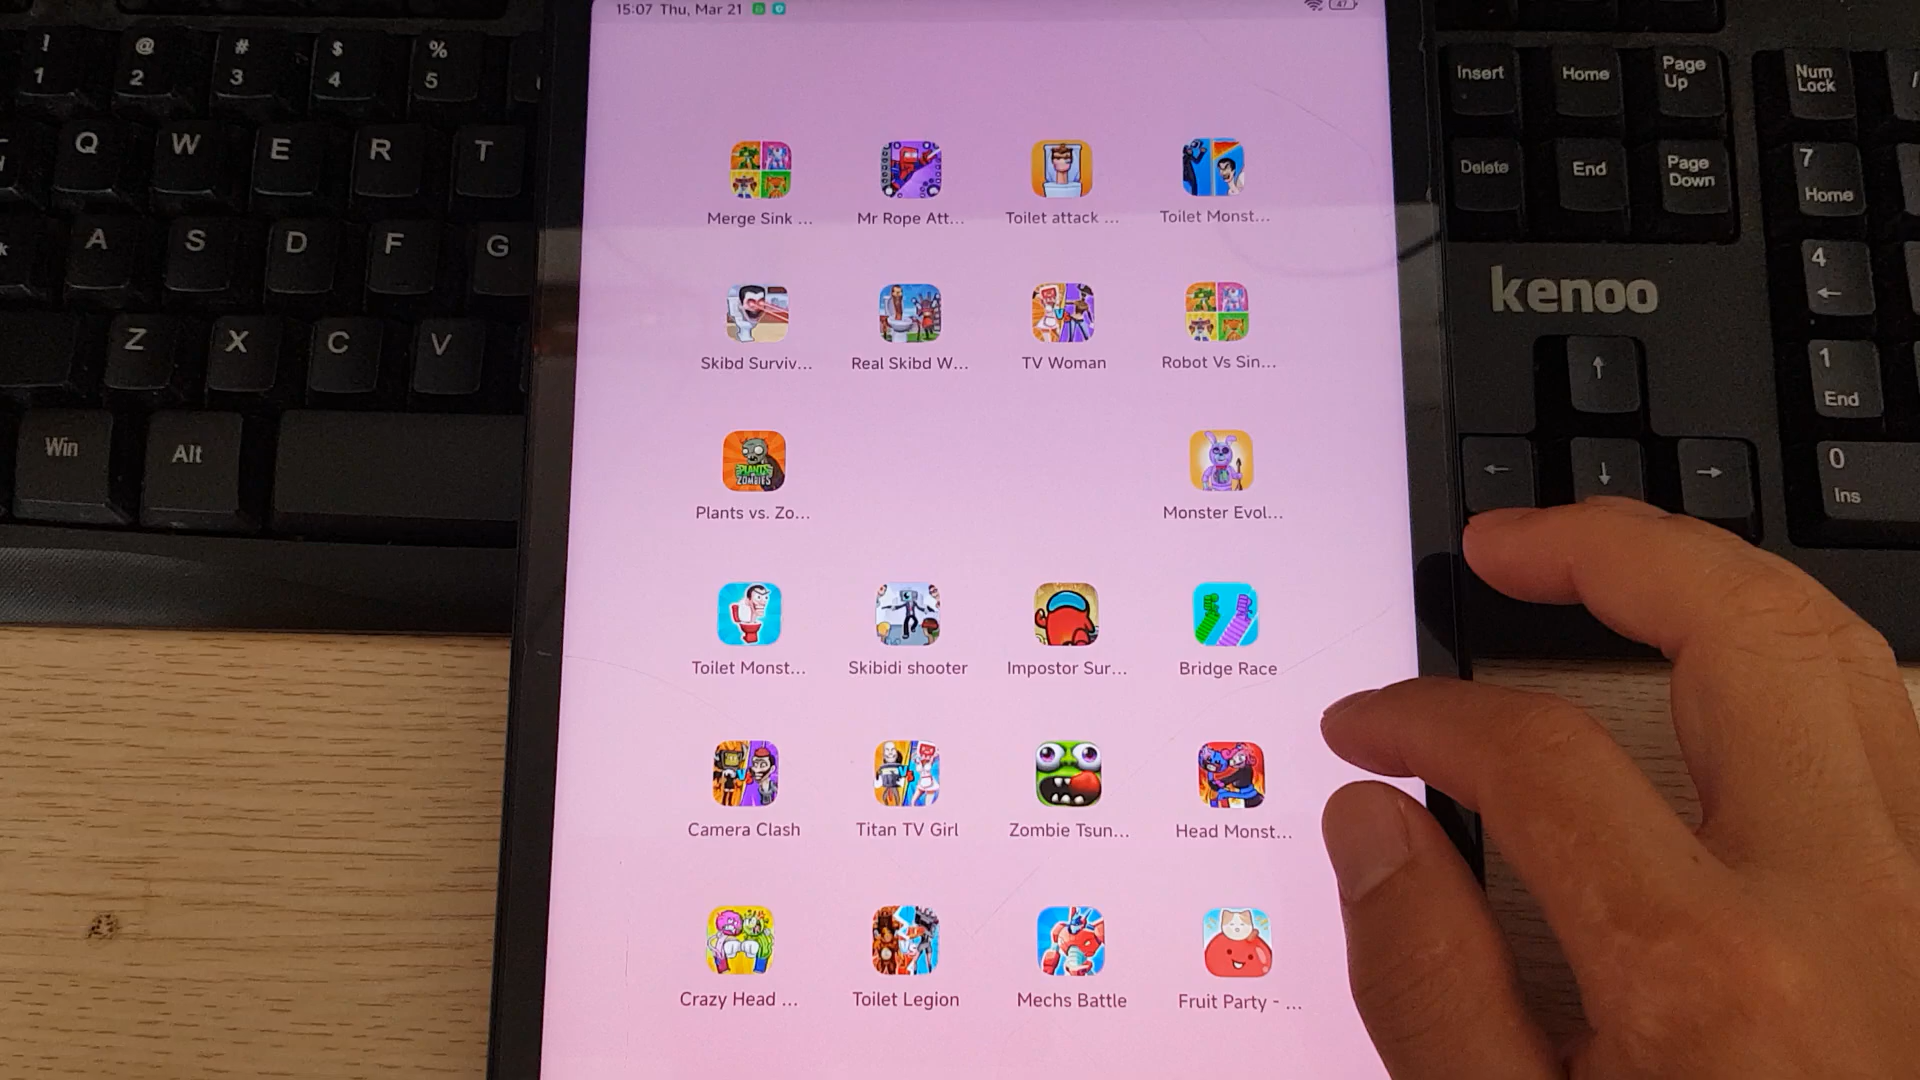 15:07 Thu, Mar 21
47
Merge Sink ...
Mr Rope Att...
Toilet attack ...
Toilet Monst...
Skibd Surviv...
Real Skibd W...
TV Woman
Robot Vs Sin...
PLANTS
ZOMBIES
Plants vs. Zo...
Monster Evol...
Toilet Monst...
Skibidi shooter
Impostor Sur...
Bridge Race
Camera Clash
Titan TV Girl
Zombie Tsun...
Head Monst...
Crazy Head ...
Toilet Legion
Mechs Battle
Fruit Party - ...
! @ # $ %
1 2 3 4 5
Q W E R T
A S D F G
Z X C V
Win Alt
Insert Home Page Up
Delete End Page Down
kenoo
↑
← ↓ →
Num Lock /
7
Home
4
←
1
End
0
Ins